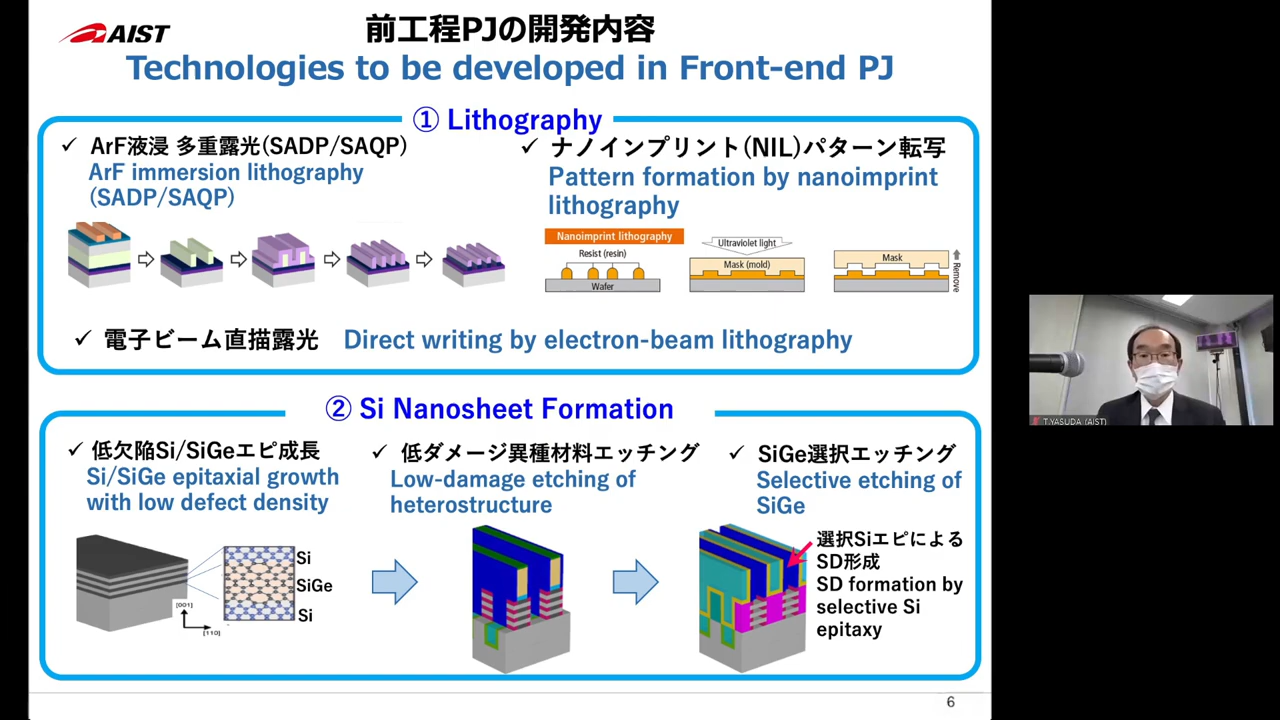 AIST
前工程PJの開発内容
Technologies to be developed in Front-end PJ
① Lithography
✓ ArF液浸 多重露光(SADP/SAQP)
ArF immersion lithography
(SADP/SAQP)
✓ ナノインプリント(NIL)パターン転写
Pattern formation by nanoimprint
lithography
Nanoimprint lithography
Resist (resin)
Wafer
Ultraviolet light
Mask (mold)
Mask
Remove
✓ 電子ビーム直描露光 Direct writing by electron-beam lithography
② Si Nanosheet Formation
✓ 低欠陥Si/SiGeエピ成長
Si/SiGe epitaxial growth
with low defect density
Si
SiGe
Si
[001]
[110]
✓ 低ダメージ異種材料エッチング
Low-damage etching of
heterostructure
✓ SiGe選択エッチング
Selective etching of
SiGe
選択Siエピによる
SD形成
SD formation by
selective Si
epitaxy
6
T.YASUDA (AIST)